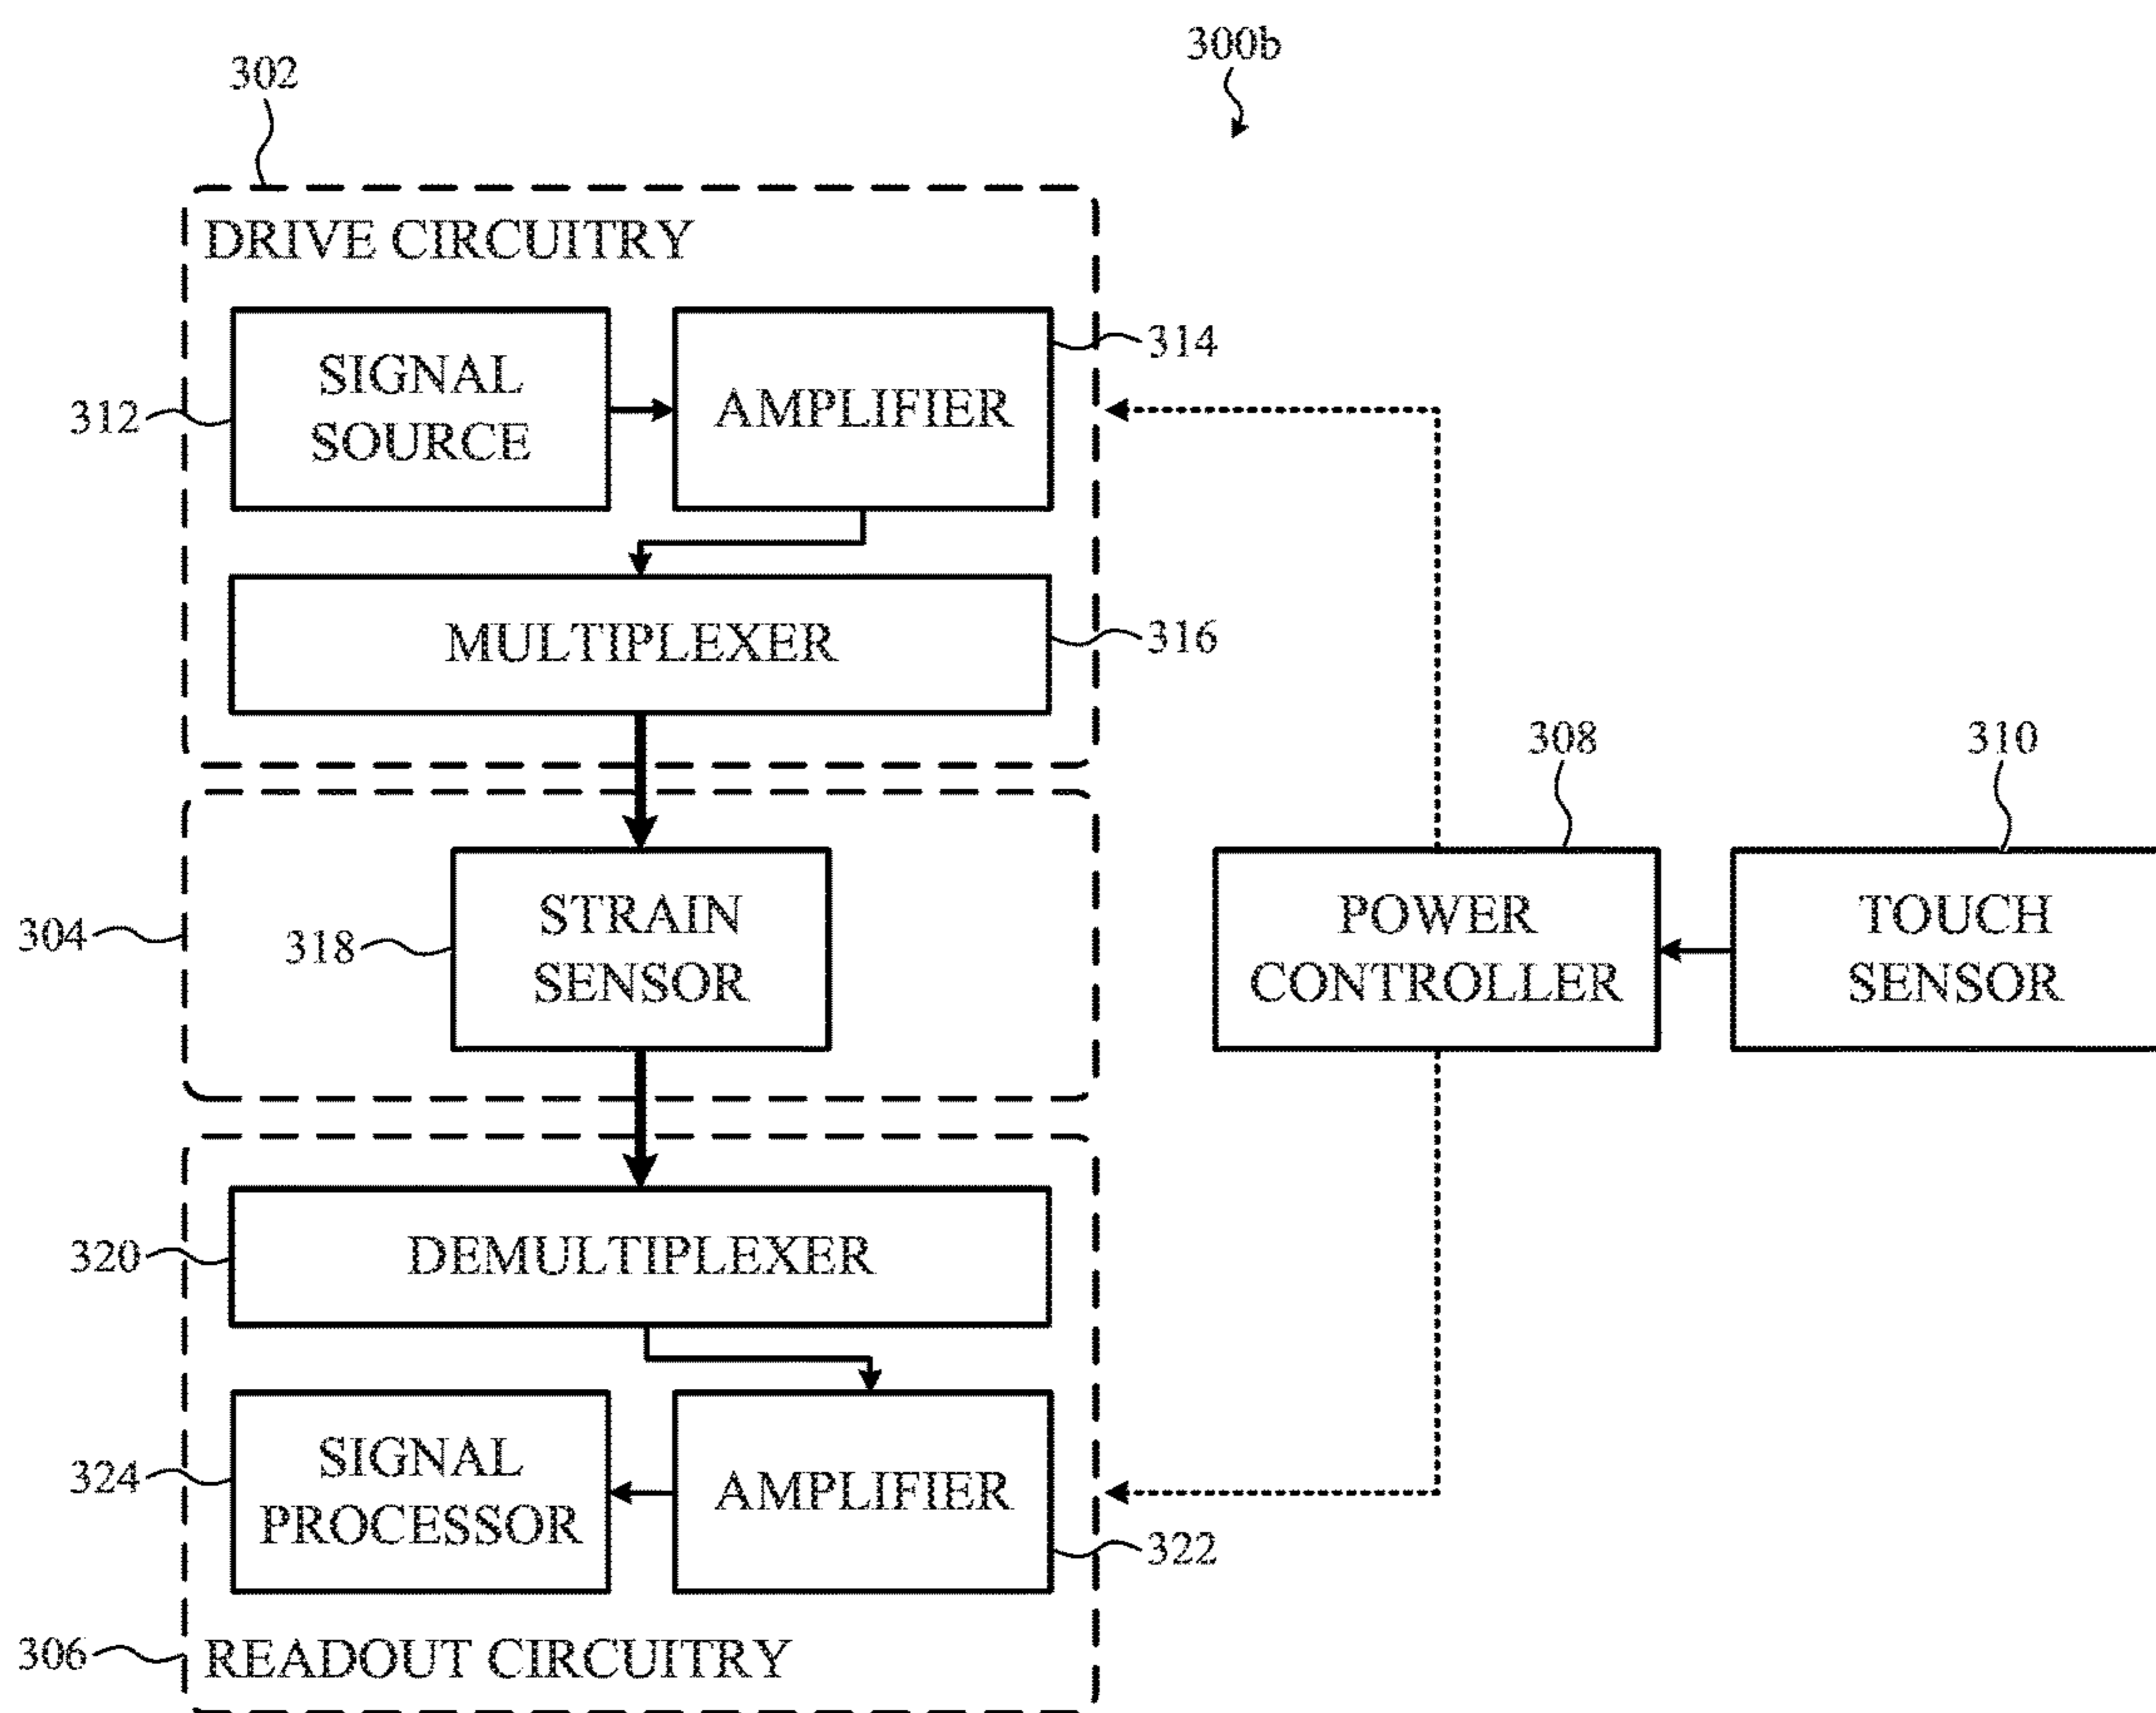 300b
302
DRIVE CIRCUITRY
SIGNAL
SOURCE
AMPLIFIER
314
312
MULTIPLEXER
316
308
310
STRAIN
SENSOR
304
318
POWER
CONTROLLER
TOUCH
SENSOR
DEMULTIPLEXER
320
SIGNAL
PROCESSOR
AMPLIFIER
324
322
306
READOUT CIRCUITRY